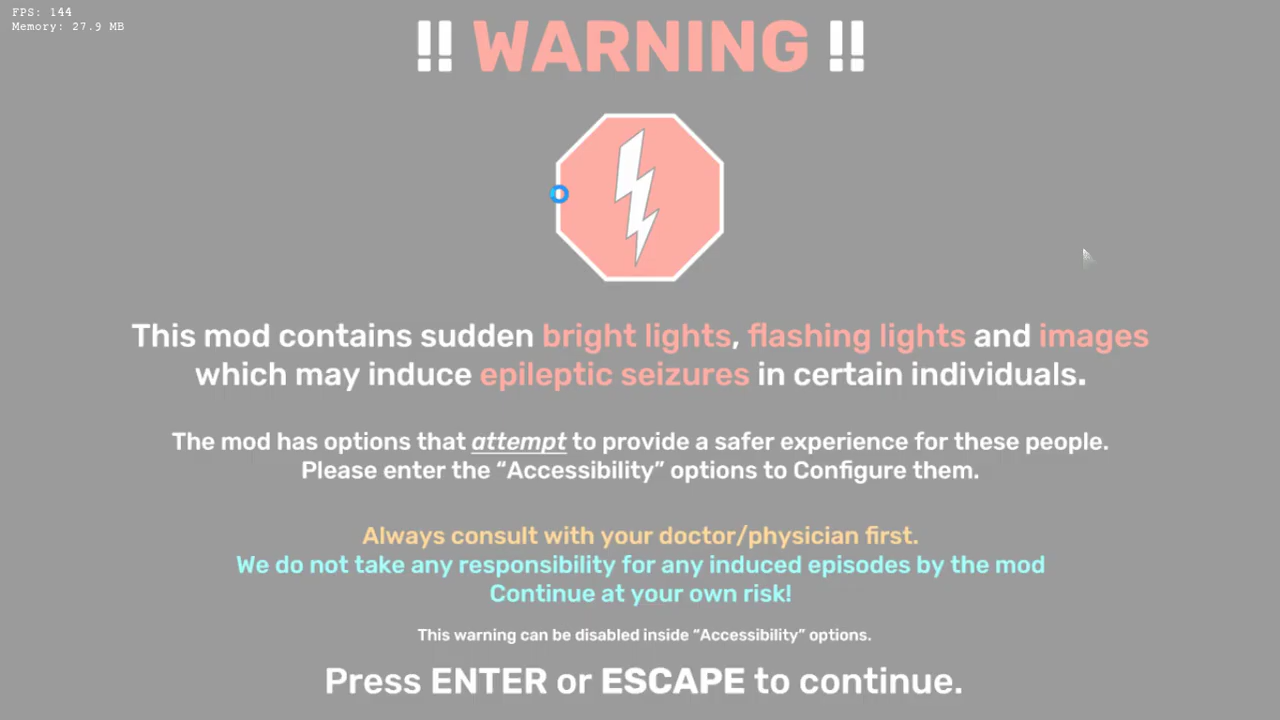 FPS: 144
Memory: 27.9 MB
!! WARNING !!
This mod contains sudden bright lights, flashing lights and images
which may induce epileptic seizures in certain individuals.
The mod has options that attempt to provide a safer experience for these people.
Please enter the “Accessibility” options to Configure them.
Always consult with your doctor/physician first.
We do not take any responsibility for any induced episodes by the mod
Continue at your own risk!
This warning can be disabled inside “Accessibility” options.
Press ENTER or ESCAPE to continue.